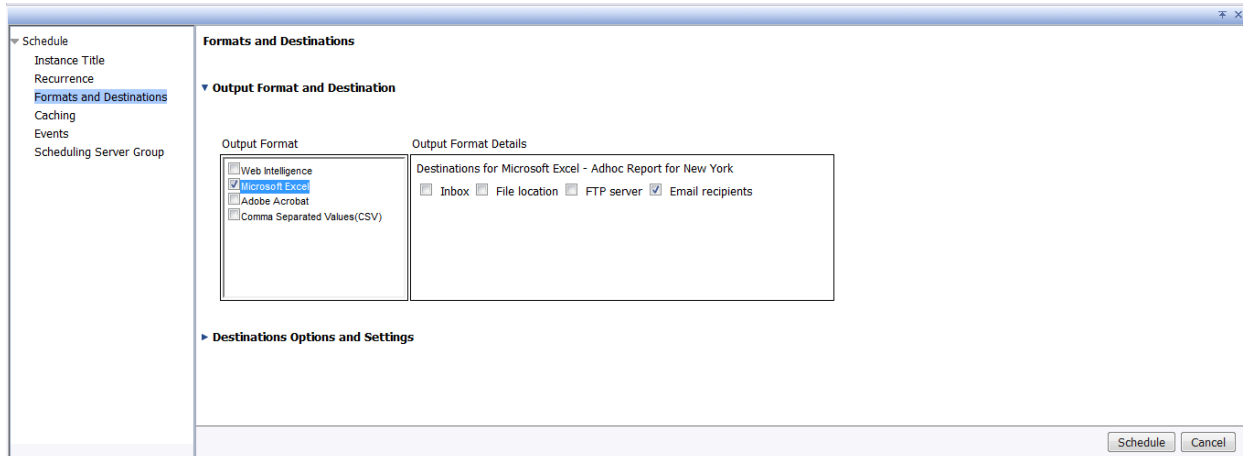 Schedule
Instance Title
Recurrence
Formats and Destinations
Caching
Events
Scheduling Server Group
Formats and Destinations
Output Format and Destination
Output Format
Web Intelligence
Microsoft Excel
Adobe Acrobat
Comma Separated Values(CSV)
Output Format Details
Destinations for Microsoft Excel - Adhoc Report for New York
Inbox File location FTP server Email recipients
Destinations Options and Settings
Schedule Cancel